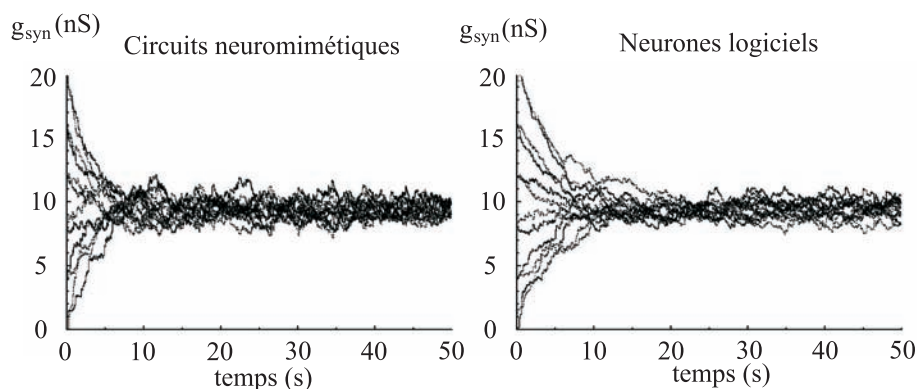 g_syn (nS)
Circuits neuromimétiques
20
15
10
5
0
0 10 20 30 40 50
temps (s)
g_syn (nS)
Neurones logiciels
20
15
10
5
0
0 10 20 30 40 50
temps (s)